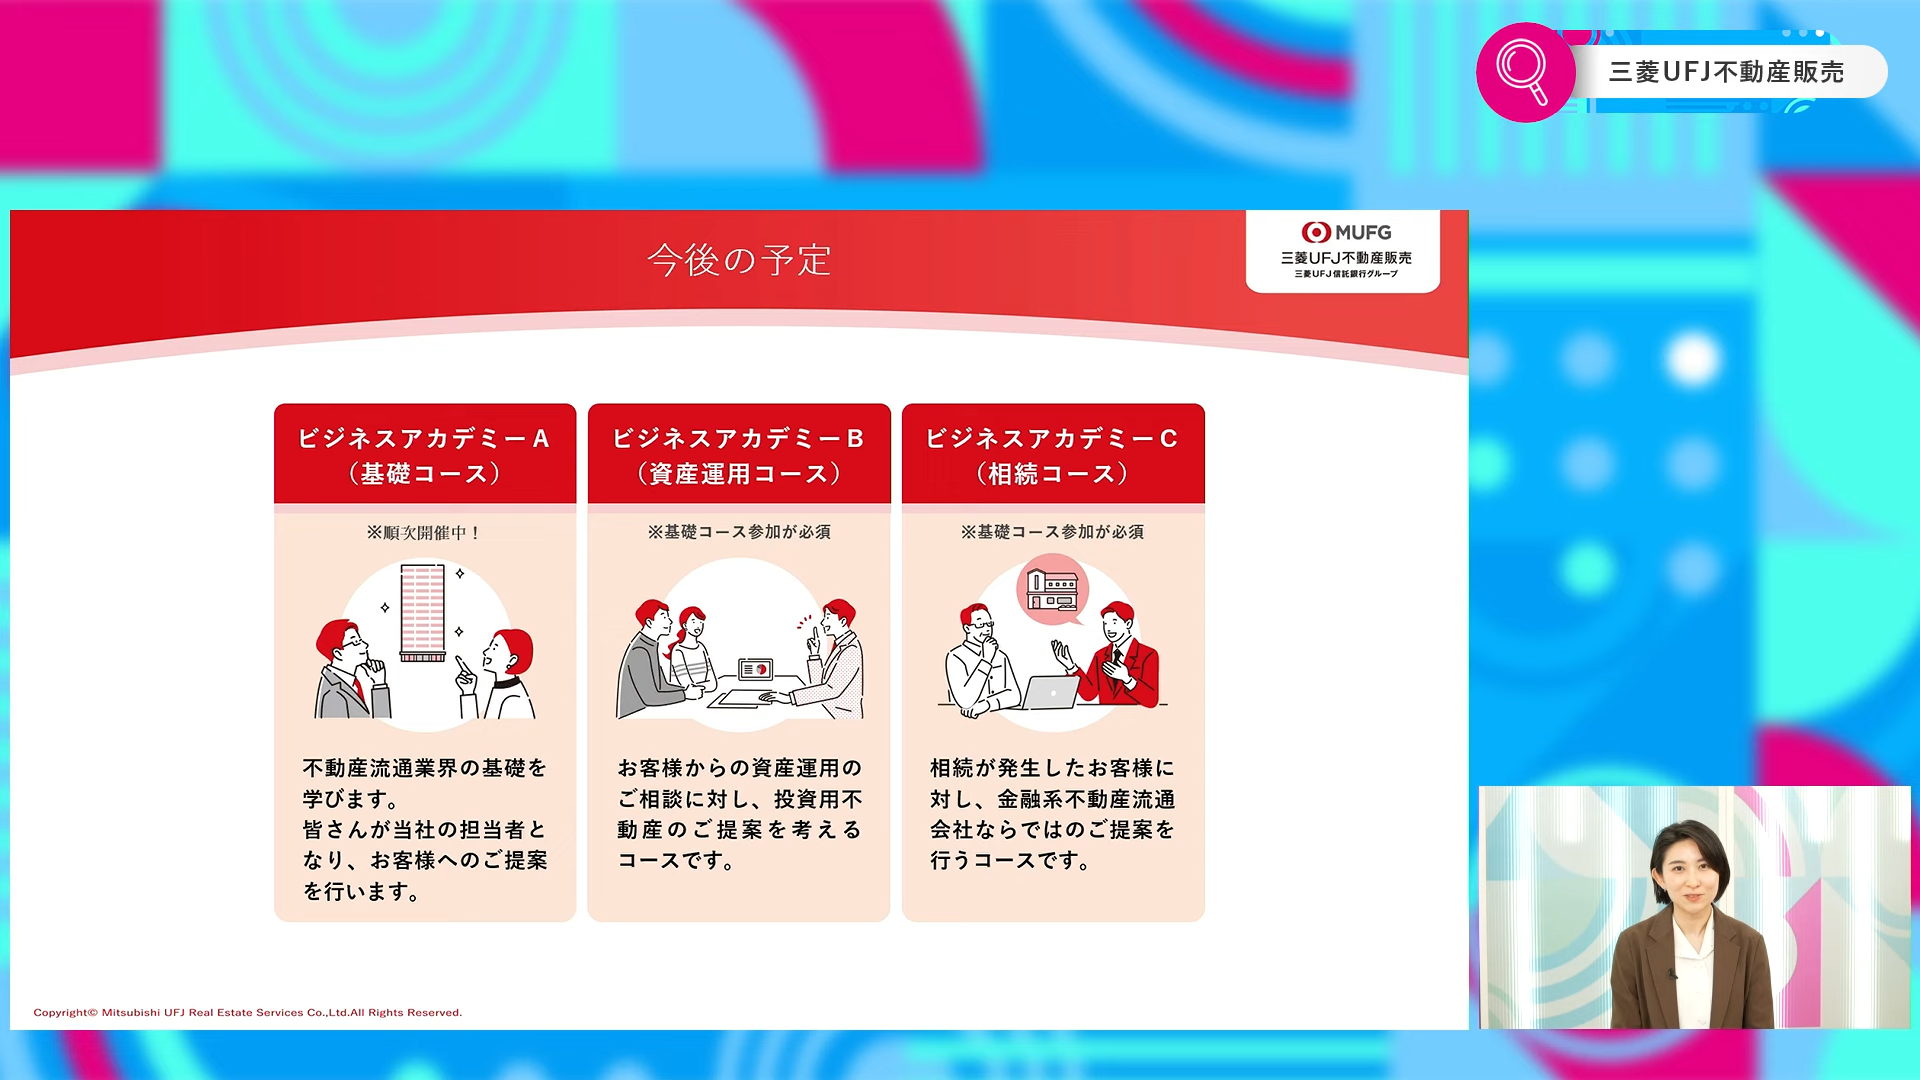 三菱UFJ不動産販売
今後の予定
MUFG
三菱UFJ不動産販売
三菱UFJ信託銀行グループ
ビジネスアカデミーA
（基礎コース）
※順次開催中！
不動産流通業界の基礎を
学びます。
皆さんが当社の担当者と
なり、お客様へのご提案
を行います。
ビジネスアカデミーB
（資産運用コース）
※基礎コース参加が必須
お客様からの資産運用の
ご相談に対し、投資用不
動産のご提案を考える
コースです。
ビジネスアカデミーC
（相続コース）
※基礎コース参加が必須
相続が発生したお客様に
対し、金融系不動産流通
会社ならではのご提案を
行うコースです。
Copyright© Mitsubishi UFJ Real Estate Services Co.,Ltd.All Rights Reserved.